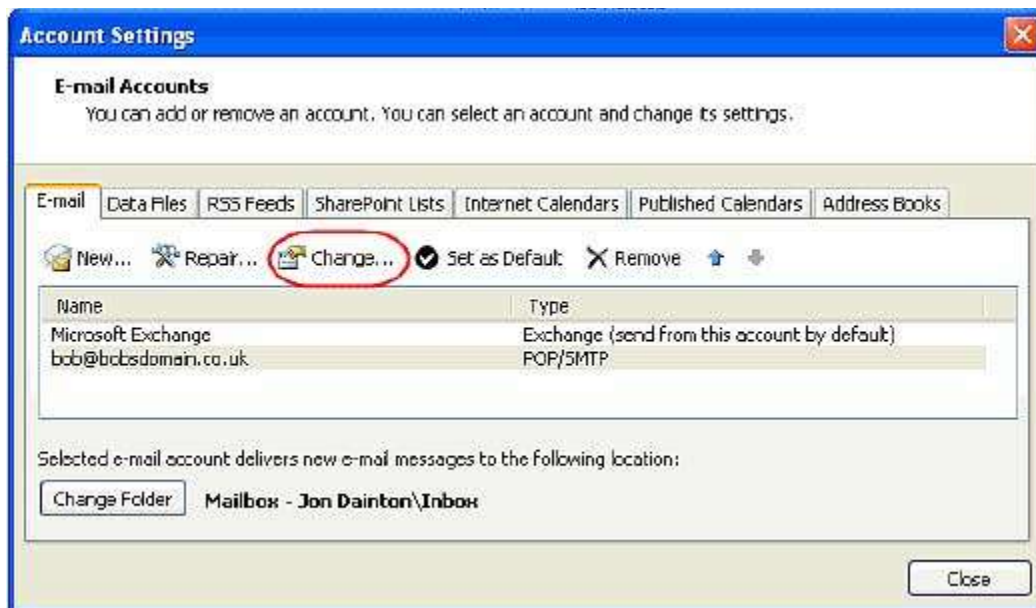 Account Settings
E-mail Accounts
You can add or remove an account. You can select an account and change its settings.
E-mail Data Files RSS Feeds SharePoint Lists Internet Calendars Published Calendars Address Books
New... Repair... Change... Set as Default Remove
Name Type
Microsoft Exchange Exchange (send from this account by default)
bob@bobsdomain.co.uk POP/SMTP
Selected e-mail account delivers new e-mail messages to the following location:
Change Folder Mailbox - Jon Dainton\Inbox
Close